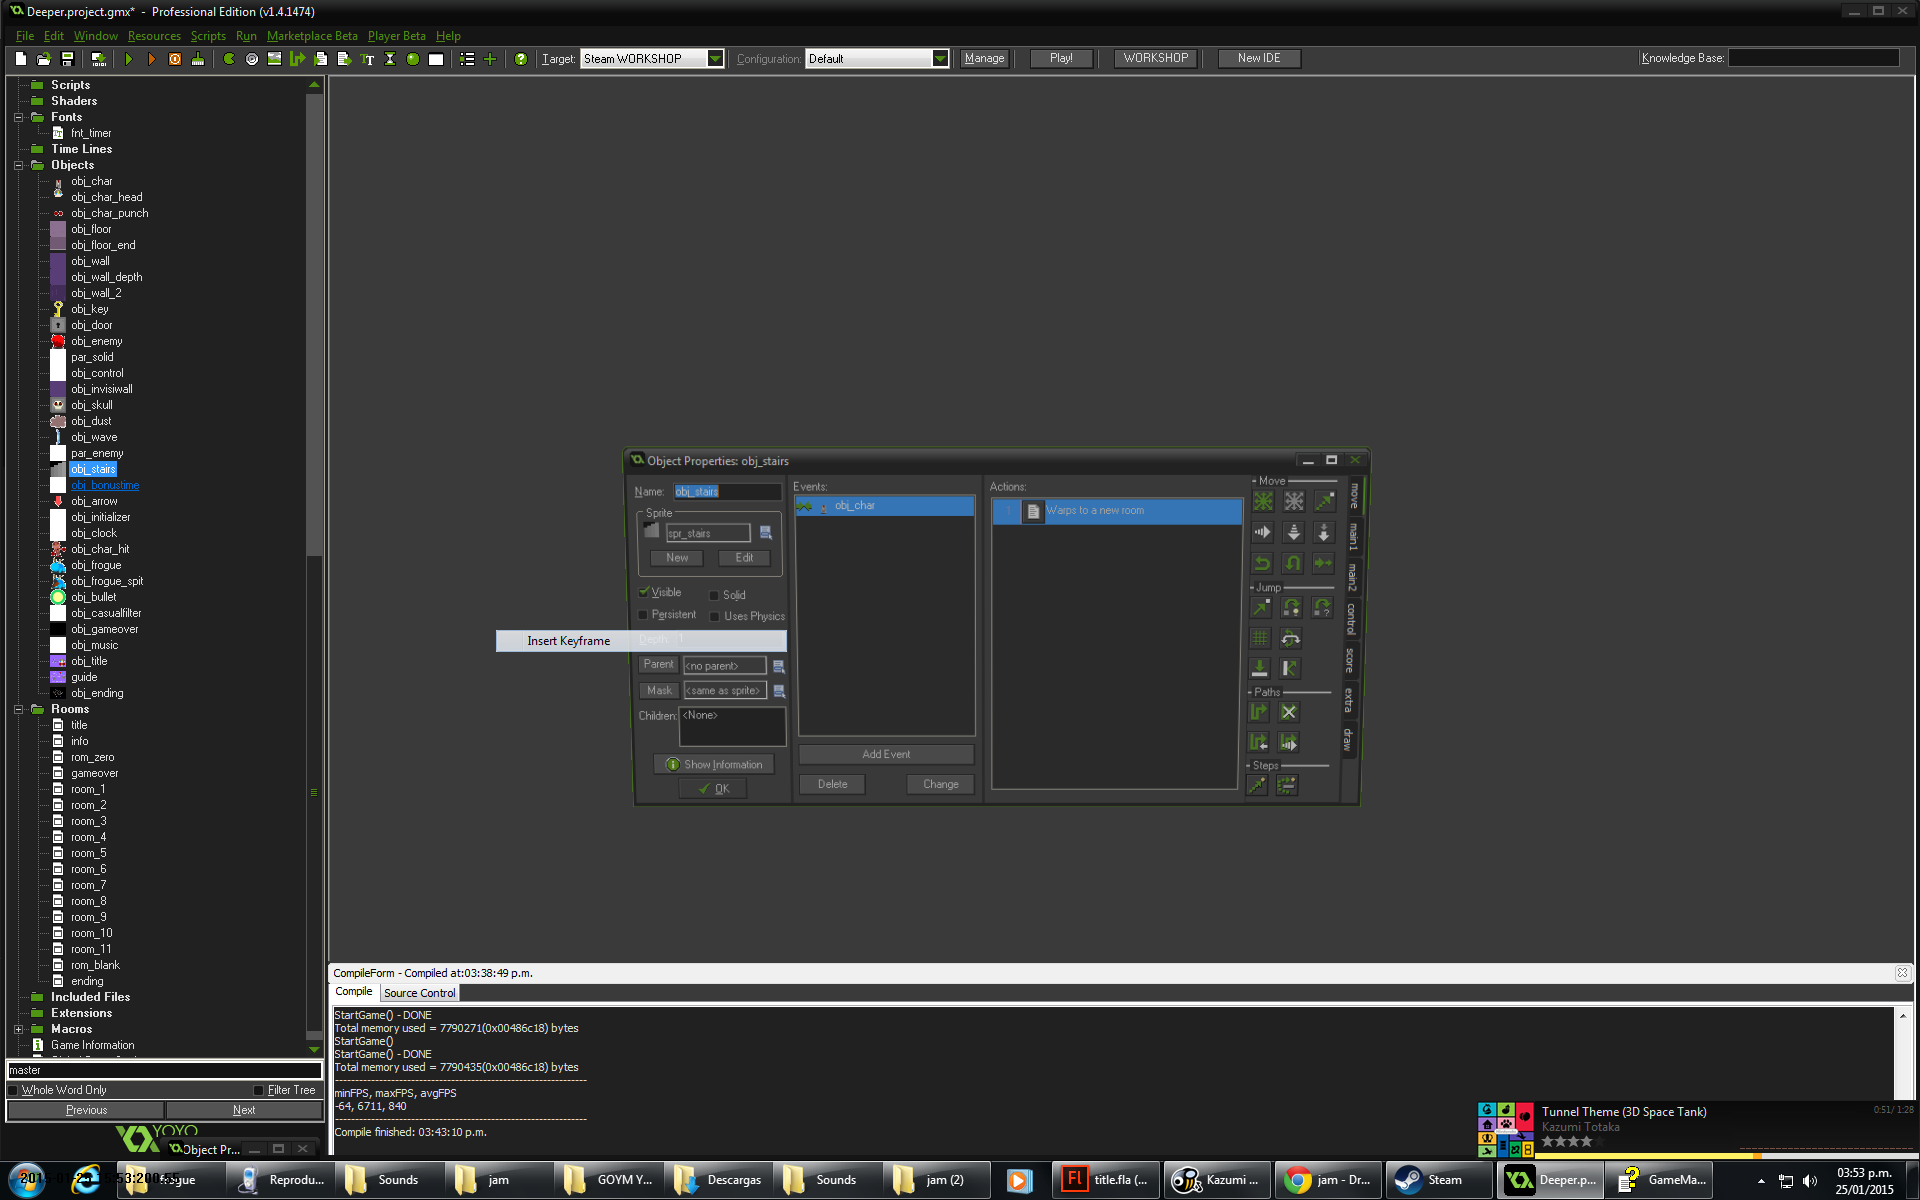 Deeper.project.gmx* - Professional Edition (v1.4.1474)
File Edit Window Resources Scripts Run Marketplace Beta Player Beta Help
Target: Steam WORKSHOP Configuration: Default Manage Play! WORKSHOP New IDE Knowledge Base:
Scripts
Shaders
Fonts
fnt_timer
Time Lines
Objects
obj_char
obj_char_head
obj_char_punch
obj_floor
obj_floor_end
obj_wall
obj_wall_depth
obj_wall_2
obj_key
obj_door
obj_enemy
par_solid
obj_control
obj_invisiwall
obj_skull
obj_dust
obj_wave
par_enemy
obj_stairs
obj_bonustime
obj_arrow
obj_initializer
obj_clock
obj_char_hit
obj_frogue
obj_frogue_spit
obj_bullet
obj_casualfilter
obj_gameover
obj_music
obj_title
guide
obj_ending
Rooms
title
info
rom_zero
gameover
room_1
room_2
room_3
room_4
room_5
room_6
room_7
room_8
room_9
room_10
room_11
rom_blank
ending
Included Files
Extensions
Macros
Game Information
master
Whole Word Only Filter Tree
Previous Next
YOYO
Object Pr...
Object Properties: obj_stairs
Name: obj_stairs
Sprite
spr_stairs
New Edit
Visible Solid
Persistent Uses Physics
Insert Keyframe
Depth: 1
Parent <no parent>
Mask <same as sprite>
Children: <None>
Show Information
OK
Events:
obj_char
Add Event
Delete Change
Actions:
1 Warps to a new room
Move
Jump
Paths
Steps
move
main1
main2
control
score
extra
draw
CompileForm - Compiled at:03:38:49 p.m.
Compile Source Control
StartGame() - DONE
Total memory used = 7790271(0x00486c18) bytes
StartGame()
StartGame() - DONE
Total memory used = 7790435(0x00486c18) bytes
minFPS, maxFPS, avgFPS
-64, 6711, 840
Compile finished: 03:43:10 p.m.
Tunnel Theme (3D Space Tank) 0:51/ 1:28
Kazumi Totaka
Reprodu... Sounds jam GOYM Y... Descargas Sounds jam (2) title.fla (... Kazumi ... jam - Dr... Steam Deeper.p... GameMa...
03:53 p.m.
25/01/2015